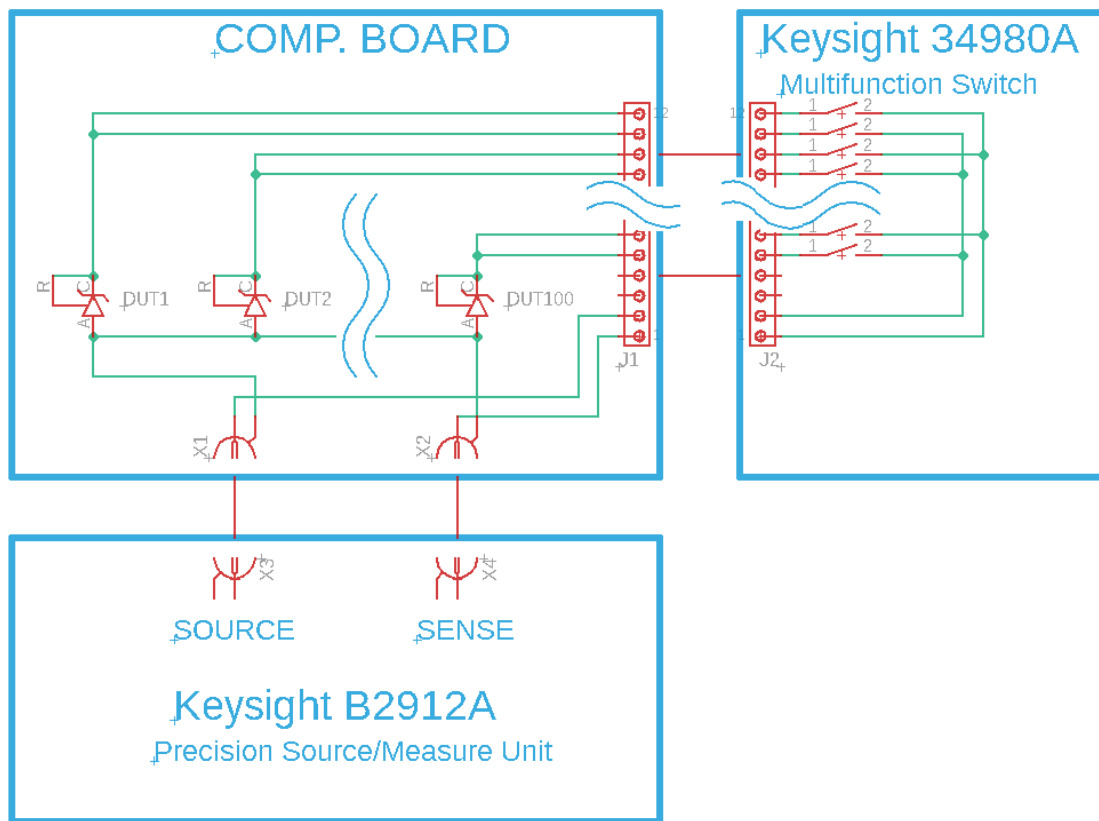 COMP. BOARD
Keysight 34980A
Multifunction Switch
12
12
1 2
1 2
1 2
1 2
1 2
1 2
R C A DUT1
R C A DUT2
R C A DUT100
1
1
J1
J2
X1
X2
X3
X4
SOURCE
SENSE
Keysight B2912A
Precision Source/Measure Unit